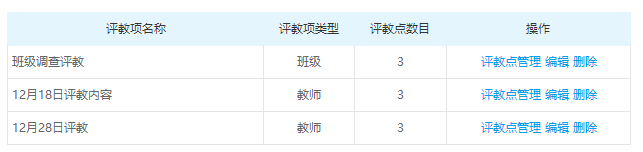 评教项名称 评教项类型 评教点数目 操作
班级调查评教 班级 3 评教点管理 编辑 删除
12月18日评教内容 教师 3 评教点管理 编辑 删除
12月28日评教 教师 3 评教点管理 编辑 删除